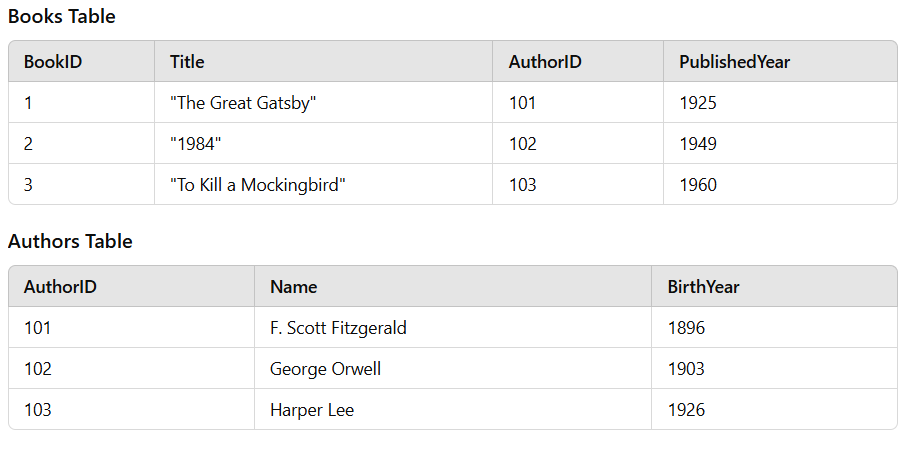 Books Table
BookID Title AuthorID PublishedYear
1 "The Great Gatsby" 101 1925
2 "1984" 102 1949
3 "To Kill a Mockingbird" 103 1960
Authors Table
AuthorID Name BirthYear
101 F. Scott Fitzgerald 1896
102 George Orwell 1903
103 Harper Lee 1926